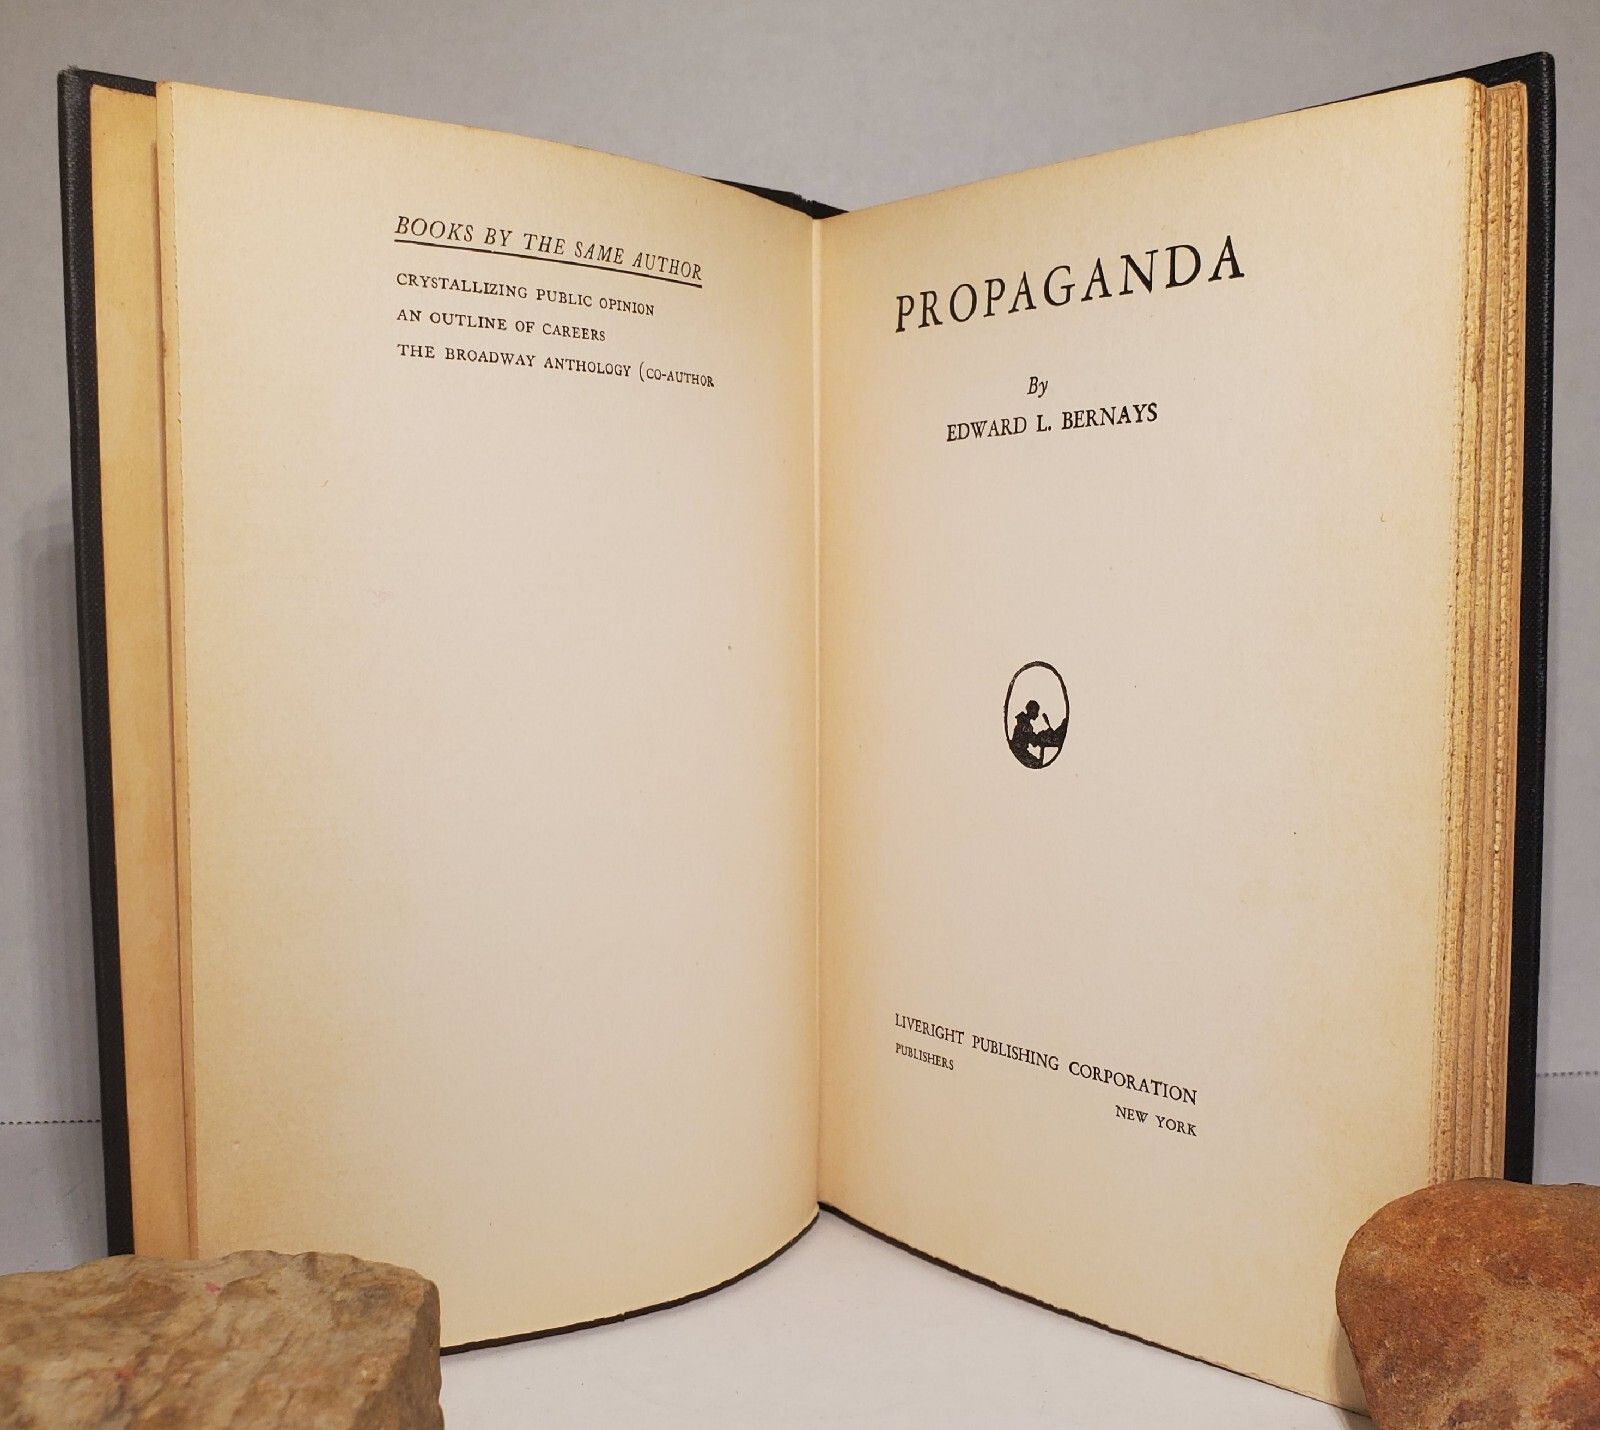 BOOKS BY THE SAME AUTHOR
CRYSTALLIZING PUBLIC OPINION
AN OUTLINE OF CAREERS
THE BROADWAY ANTHOLOGY (CO-AUTHOR
PROPAGANDA
By
EDWARD L. BERNAYS
LIVERIGHT PUBLISHING CORPORATION
PUBLISHERS
NEW YORK